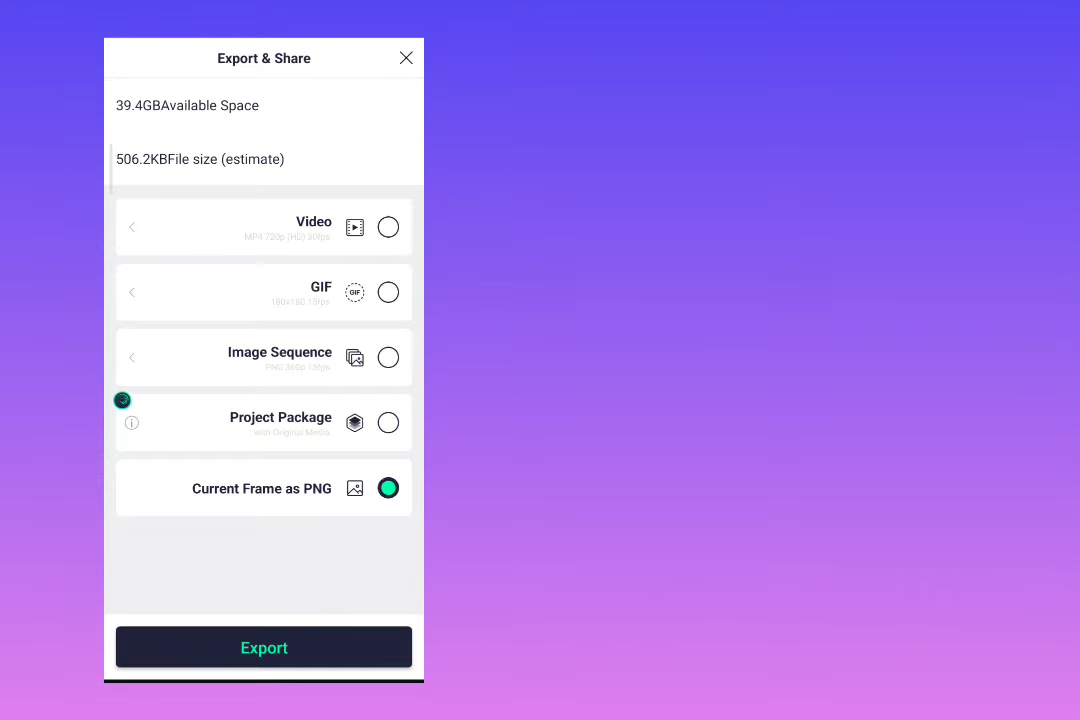 Export & Share
39.4GBAvailable Space
506.2KBFile size (estimate)
Video
MP4 720p (HD) 30fps
GIF
GIF
180x180 15fps
Image Sequence
PNG 360p 15fps
Project Package
with Original Media
Current Frame as PNG
Export